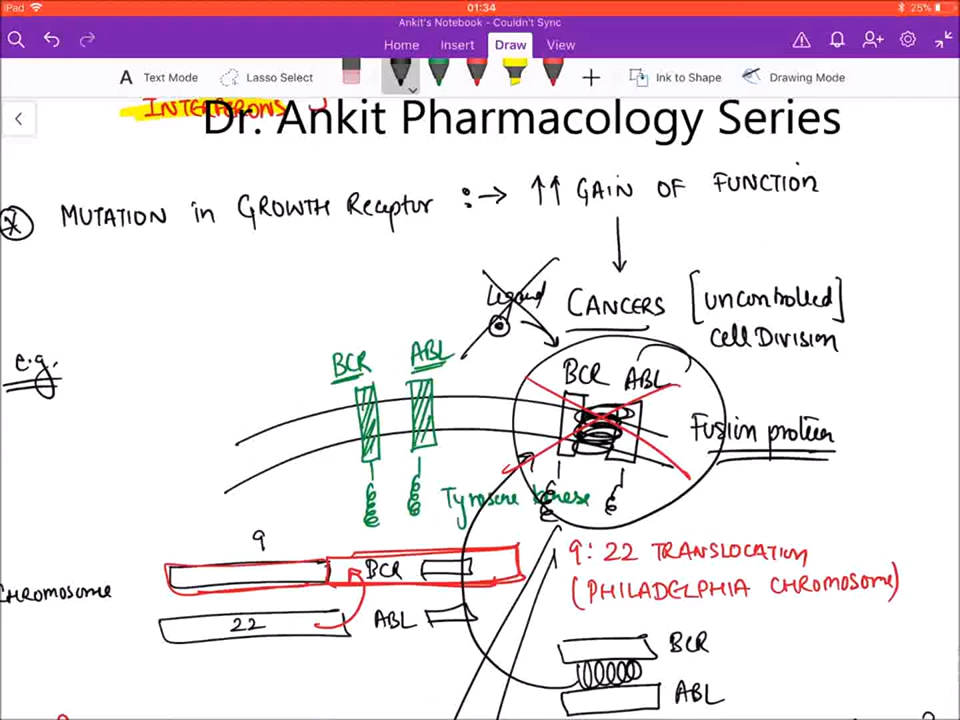 iPad
01:34
25%
Ankit's Notebook - Couldn't Sync
Home Insert Draw View
A Text Mode Lasso Select Ink to Shape Drawing Mode
INTERFERONS
Dr. Ankit Pharmacology Series
MUTATION in GROWTH Receptor :→ ↑↑ GAIN OF FUNCTION
Ligand
CANCERS [uncontrolled]
cell Division
e.g.
BCR ABL
BCR ABL
Fusion protein
Tyrosine kinase
9
BCR
CHROMOSOME
22 ABL
9:22 TRANSLOCATION
(PHILADELPHIA CHROMOSOME)
BCR
ABL